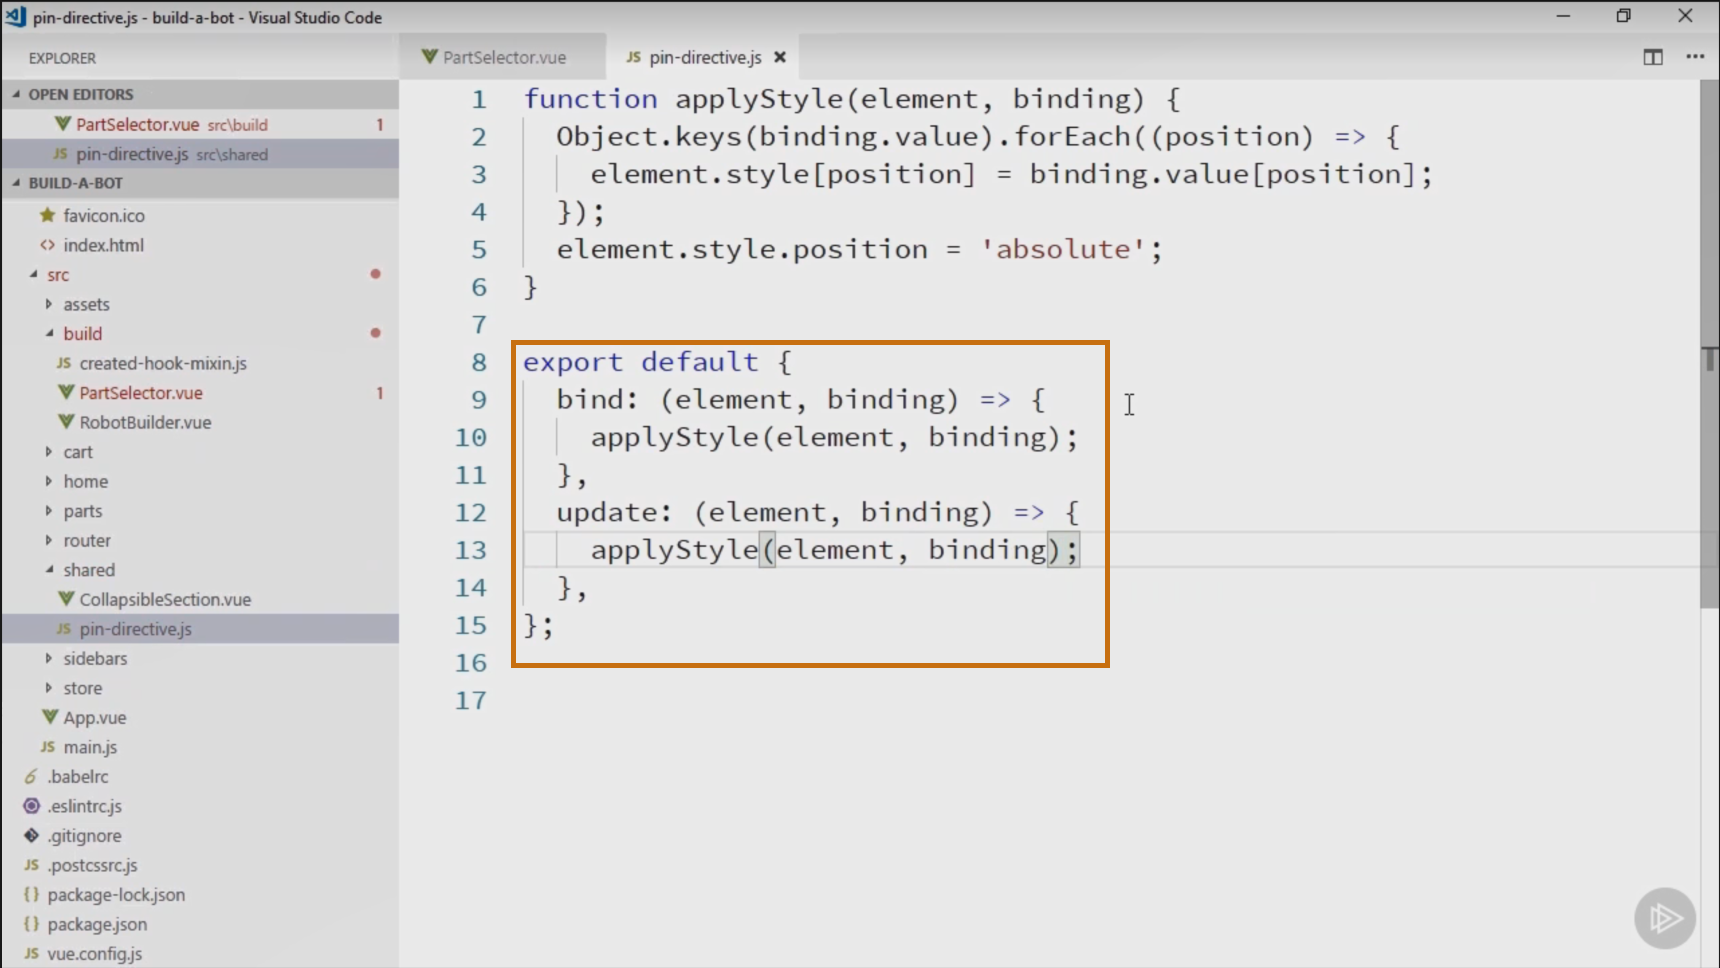 pin-directive.js - build-a-bot - Visual Studio Code
EXPLORER
OPEN EDITORS
PartSelector.vue src\build 1
JS pin-directive.js src\shared
BUILD-A-BOT
favicon.ico
<> index.html
src
assets
build
JS created-hook-mixin.js
PartSelector.vue 1
RobotBuilder.vue
cart
home
parts
router
shared
CollapsibleSection.vue
JS pin-directive.js
sidebars
store
App.vue
JS main.js
.babelrc
.eslintrc.js
.gitignore
JS .postcssrc.js
{} package-lock.json
{} package.json
JS vue.config.js
PartSelector.vue
JS pin-directive.js
1 function applyStyle(element, binding) {
2 Object.keys(binding.value).forEach((position) => {
3 element.style[position] = binding.value[position];
4 });
5 element.style.position = 'absolute';
6 }
7
8 export default {
9 bind: (element, binding) => {
10 applyStyle(element, binding);
11 },
12 update: (element, binding) => {
13 applyStyle(element, binding);
14 },
15 };
16
17